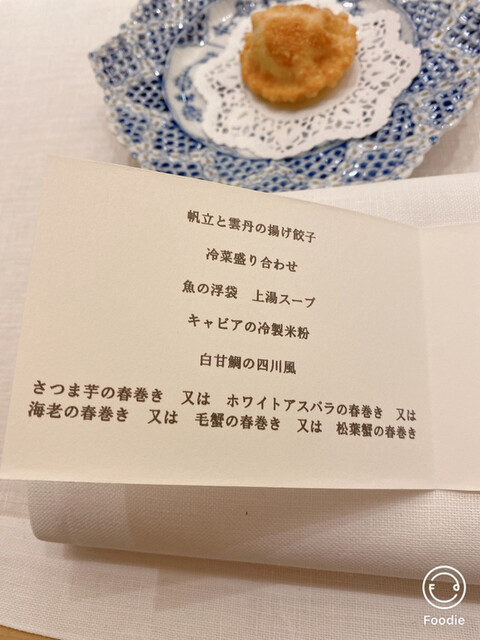 帆立と雲丹の揚げ餃子
冷菜盛り合わせ
魚の浮袋　上湯スープ
キャビアの冷製米粉
白甘鯛の四川風
さつま芋の春巻き　又は　ホワイトアスパラの春巻き　又は
海老の春巻き　又は　毛蟹の春巻き　又は　松葉蟹の春巻き
Foodie